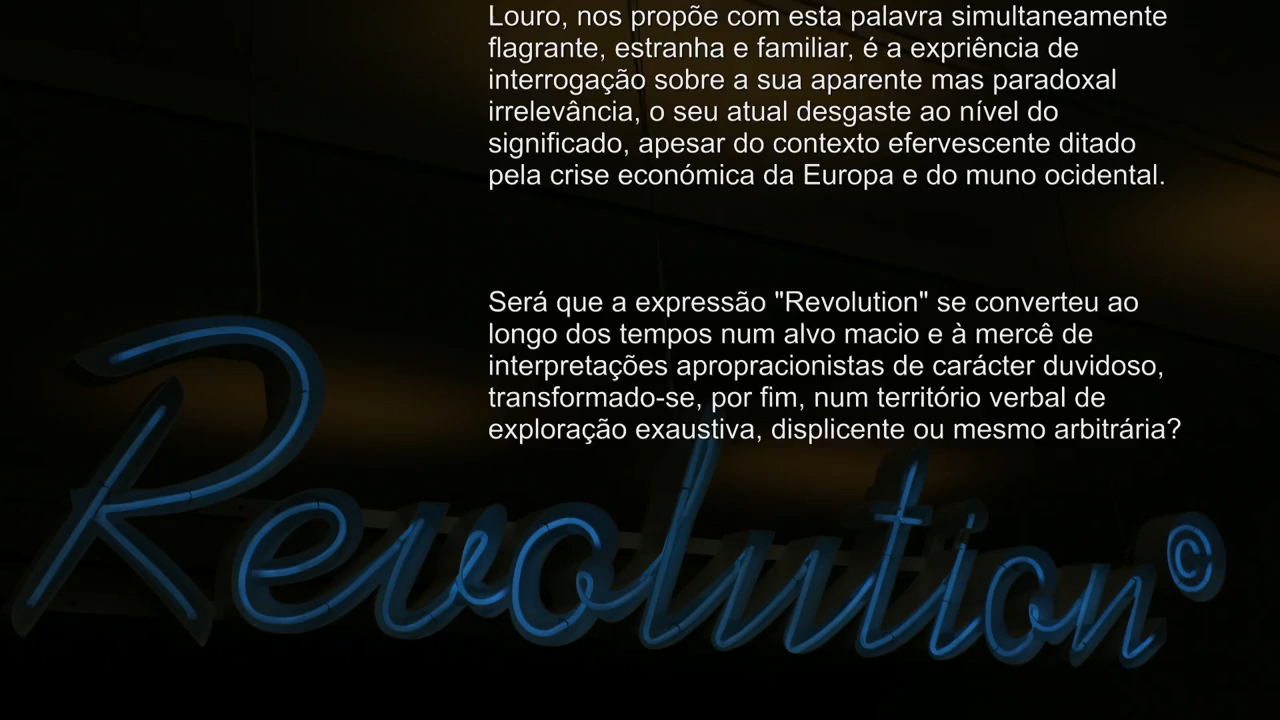 Louro, nos propõe com esta palavra simultaneamente
flagrante, estranha e familiar, é a expriência de
interrogação sobre a sua aparente mas paradoxal
irrelevância, o seu atual desgaste ao nível do
significado, apesar do contexto efervescente ditado
pela crise económica da Europa e do muno ocidental.
Será que a expressão "Revolution" se converteu ao
longo dos tempos num alvo macio e à mercê de
interpretações apropracionistas de carácter duvidoso,
transformado-se, por fim, num território verbal de
exploração exaustiva, displicente ou mesmo arbitrária?
Revolution©